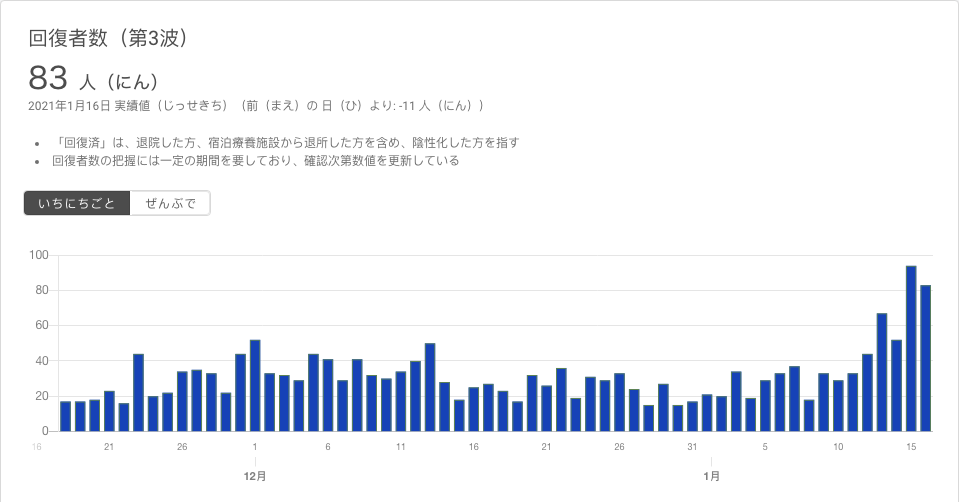 回復者数（第3波）
83 人（にん）
2021年1月16日 実績値（じっせきち）（前（まえ）の 日（ひ）より: -11 人（にん））
• 「回復済」は、退院した方、宿泊療養施設から退所した方を含め、陰性化した方を指す
• 回復者数の把握には一定の期間を要しており、確認次第数値を更新している
いちにちごと ぜんぶで
100
80
60
40
20
0
16 21 26 1 6 11 16 21 26 31 5 10 15
12月 1月